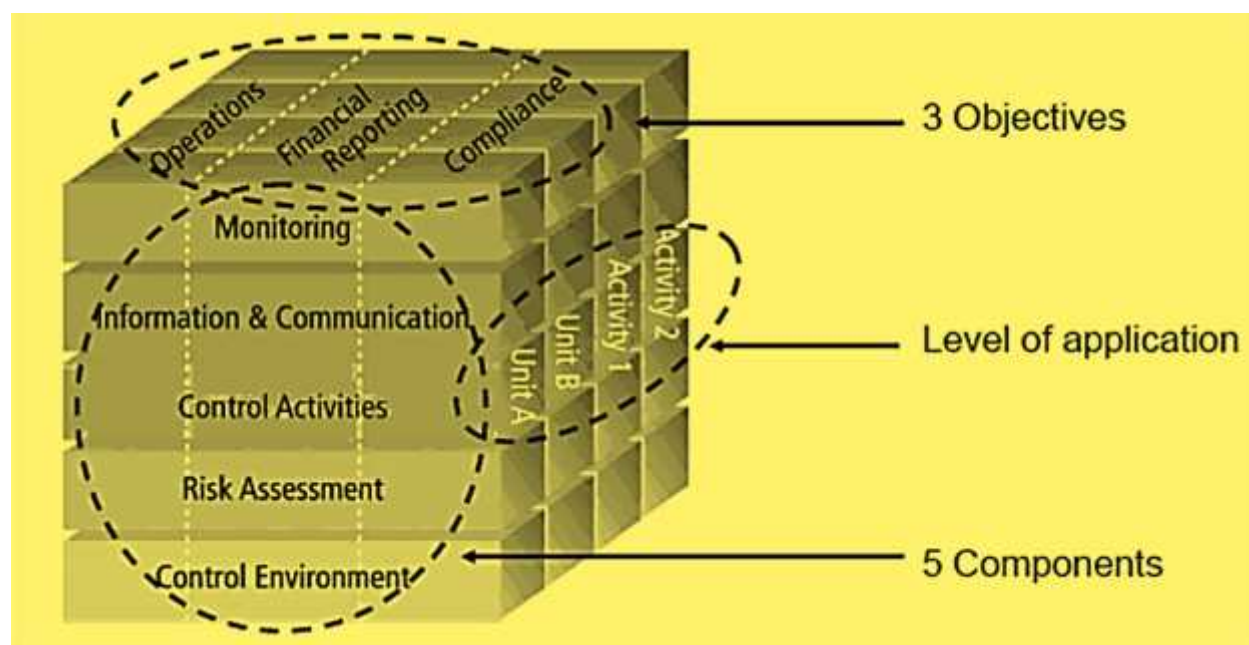 Operations
Financial
Reporting
Compliance
3 Objectives
Monitoring
Information & Communication
Control Activities
Risk Assessment
Control Environment
Unit A
Unit B
Activity 1
Activity 2
Level of application
5 Components